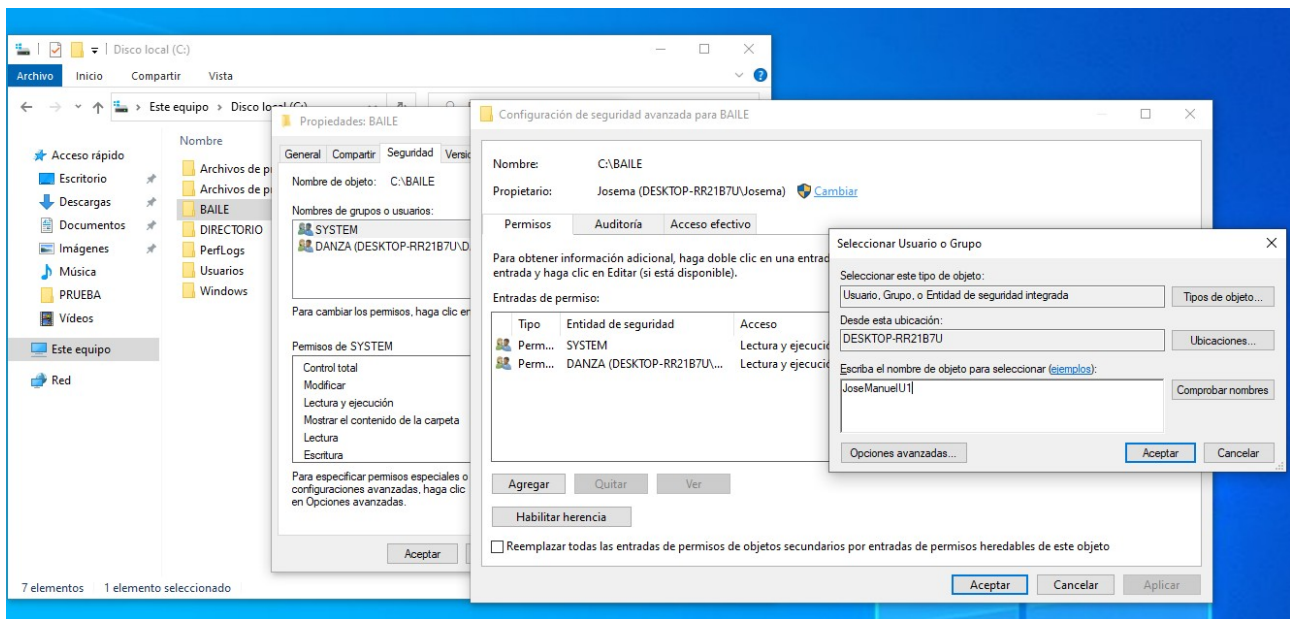 Disco local (C:)
Archivo Inicio Compartir Vista
Este equipo > Disco local (C:)
Acceso rápido
Escritorio
Descargas
Documentos
Imágenes
Música
PRUEBA
Vídeos
Este equipo
Red
Nombre
Archivos de
Archivos de
BAILE
DIRECTORIO
PerfLogs
Usuarios
Windows
7 elementos 1 elemento seleccionado
Propiedades: BAILE
General Compartir Seguridad
Nombre de objeto: C:\BAILE
Nombres de grupos o usuarios:
SYSTEM
DANZA (DESKTOP-RR21B7U\D
Para cambiar los permisos, haga clic en
Permisos de SYSTEM
Control total
Modificar
Lectura y ejecución
Mostrar el contenido de la carpeta
Lectura
Escritura
Para especificar permisos especiales o
configuraciones avanzadas, haga clic
en Opciones avanzadas.
Aceptar
Configuración de seguridad avanzada para BAILE
Nombre: C:\BAILE
Propietario: Josema (DESKTOP-RR21B7U\Josema) Cambiar
Permisos Auditoría Acceso efectivo
Para obtener información adicional, haga doble clic en una
entrada y haga clic en Editar (si está disponible).
Entradas de permiso:
Tipo Entidad de seguridad Acceso
Perm... SYSTEM Lectura y
Perm... DANZA (DESKTOP-RR21B7U\... Lectura y
Agregar Quitar Ver
Habilitar herencia
Reemplazar todas las entradas de permisos de objetos secundarios por entradas de permisos heredables de este objeto
Aceptar Cancelar Aplicar
Seleccionar Usuario o Grupo
Seleccionar este tipo de objeto:
Usuario, Grupo, o Entidad de seguridad integrada Tipos de objeto...
Desde esta ubicación:
DESKTOP-RR21B7U Ubicaciones...
Escriba el nombre de objeto para seleccionar (ejemplos):
JoseManuelU1 Comprobar nombres
Opciones avanzadas... Aceptar Cancelar